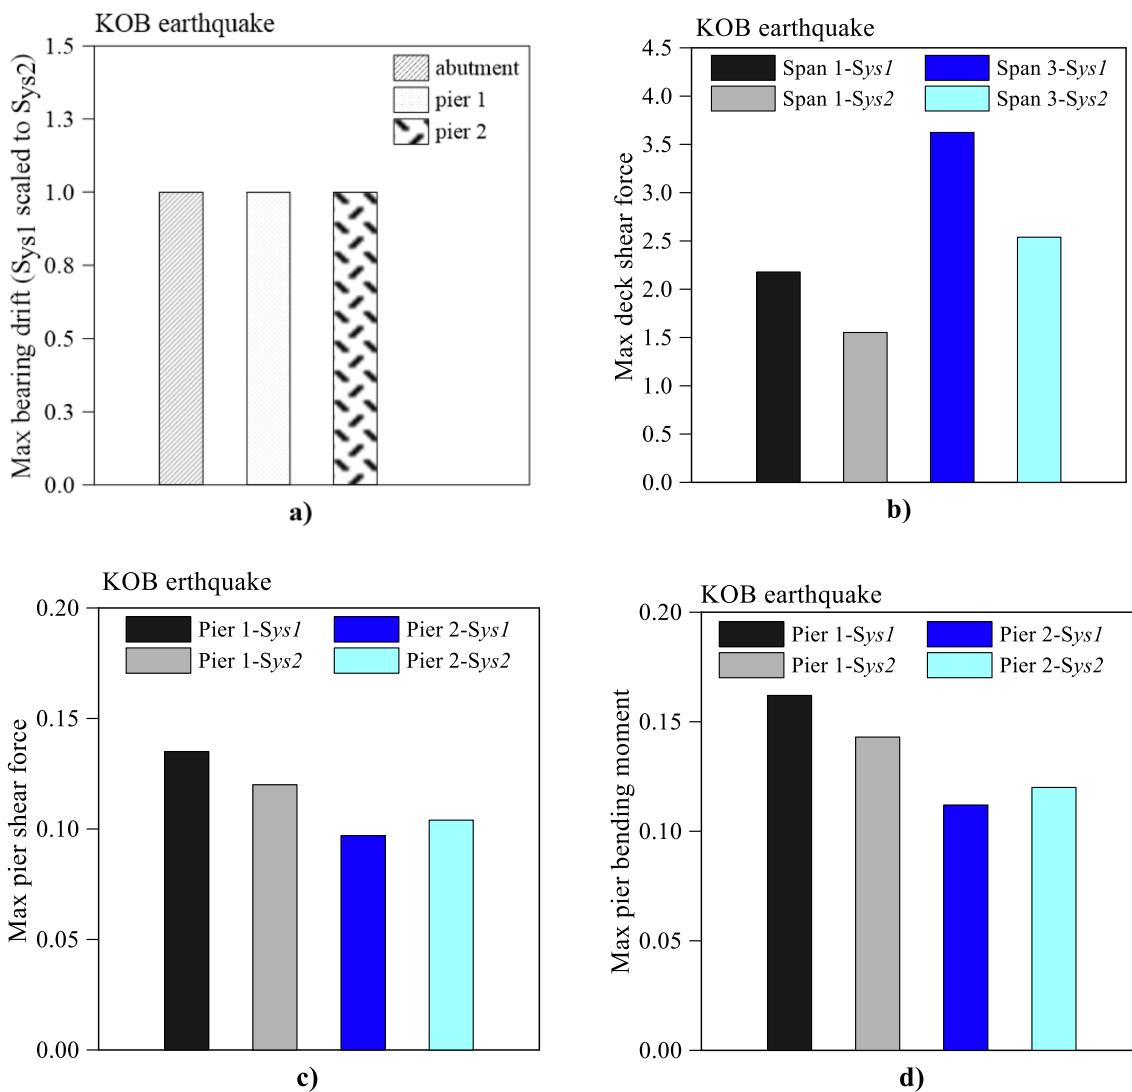 KOB earthquake
Max bearing drift (Sys1 scaled to Sys2)
1.5
1.3
1.0
0.8
0.5
0.3
0.0
abutment
pier 1
pier 2
a)
KOB earthquake
Max deck shear force
4.5
4.0
3.5
3.0
2.5
2.0
1.5
1.0
0.5
0.0
Span 1-Sys1
Span 3-Sys1
Span 1-Sys2
Span 3-Sys2
b)
KOB erthquake
Max pier shear force
0.20
0.15
0.10
0.05
0.00
Pier 1-Sys1
Pier 2-Sys1
Pier 1-Sys2
Pier 2-Sys2
c)
KOB earthquake
Max pier bending moment
0.20
0.15
0.10
0.05
0.00
Pier 1-Sys1
Pier 2-Sys1
Pier 1-Sys2
Pier 2-Sys2
d)